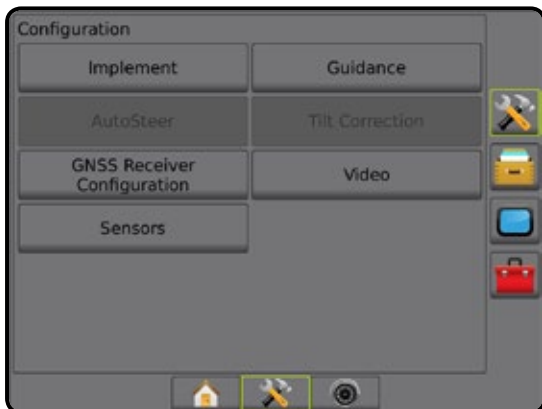 Configuration
Implement
Guidance
AutoSteer
Tilt Correction
GNSS Receiver
Configuration
Video
Sensors